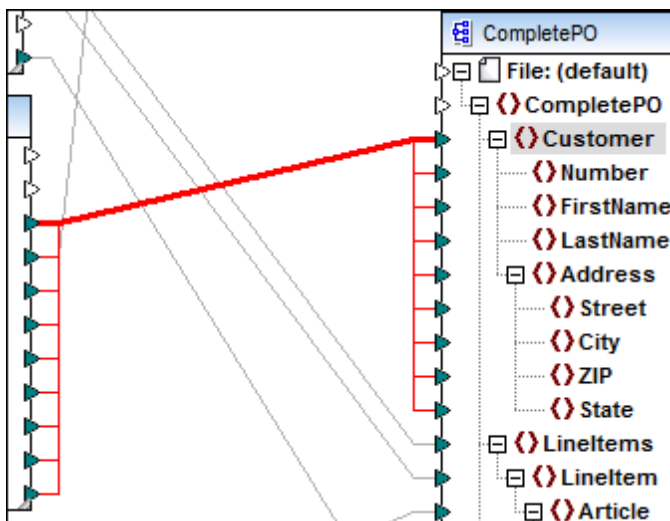 CompletePO
File: (default)
CompletePO
Customer
Number
FirstName
LastName
Address
Street
City
ZIP
State
LineItems
LineItem
Article